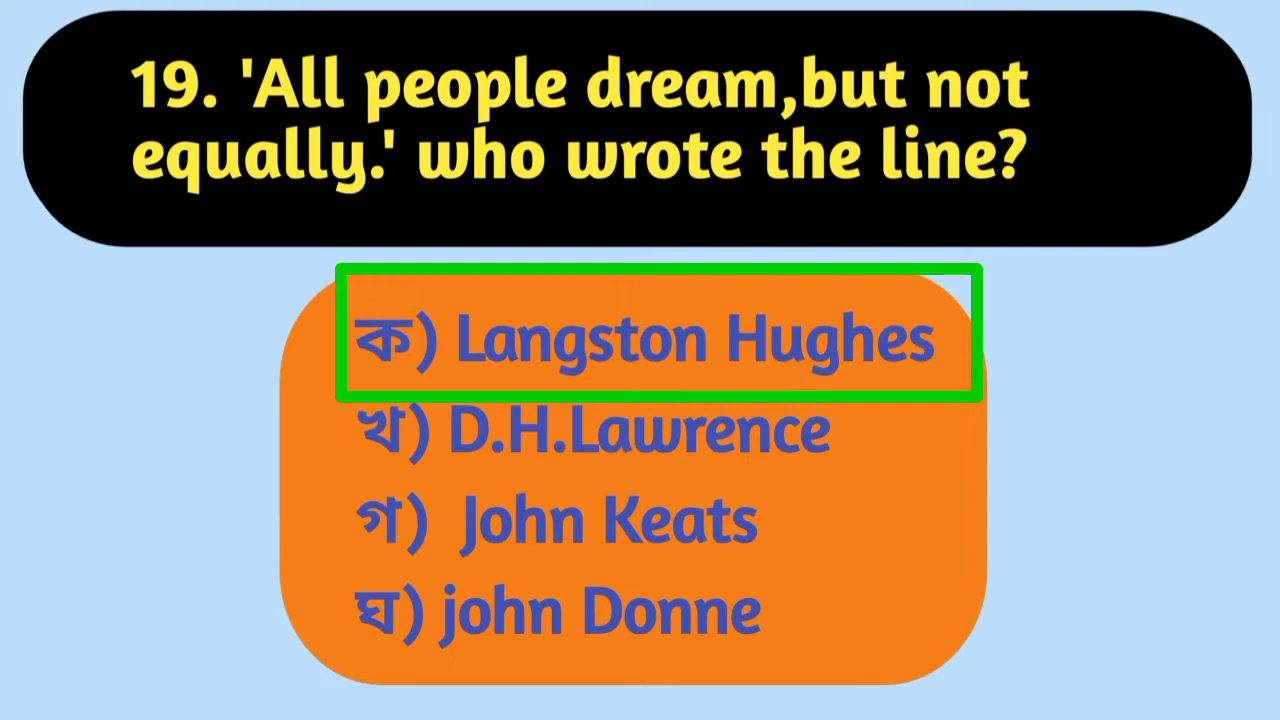 19. 'All people dream,but not
equally.' who wrote the line?
ক) Langston Hughes
খ) D.H.Lawrence
গ) John Keats
ঘ) john Donne